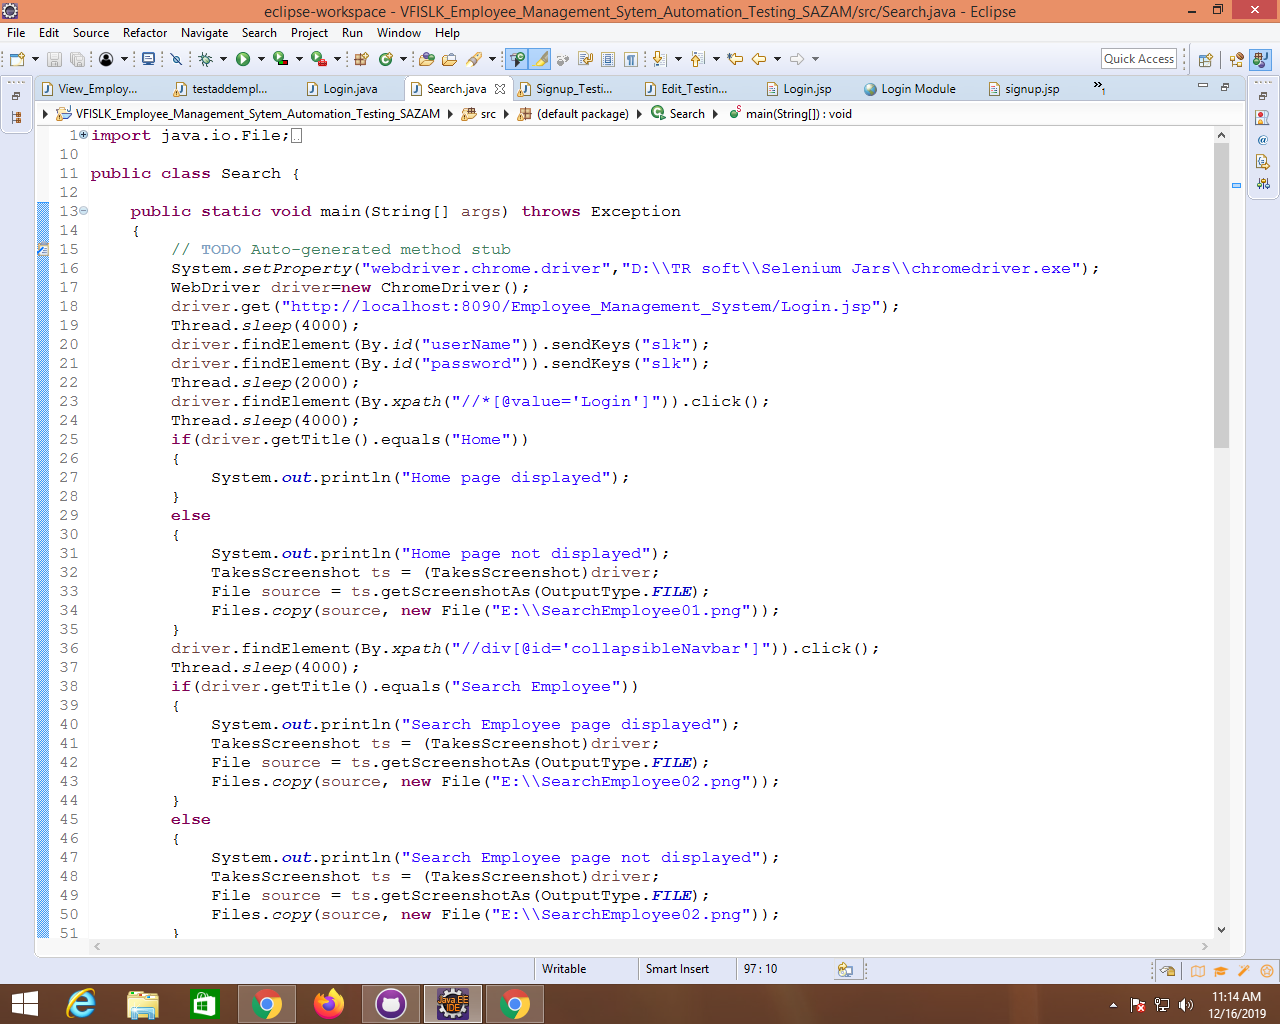 eclipse-workspace - VFISLK_Employee_Management_Sytem_Automation_Testing_SAZAM/src/Search.java - Eclipse
File Edit Source Refactor Navigate Search Project Run Window Help
Quick Access
View_Employ... testaddempl... Login.java Search.java Signup_Testi... Edit_Testin... Login.jsp Login Module signup.jsp »1
VFISLK_Employee_Management_Sytem_Automation_Testing_SAZAM src (default package) Search main(String[]) : void
1 import java.io.File;
10
11 public class Search {
12
13 public static void main(String[] args) throws Exception
14 {
15 // TODO Auto-generated method stub
16 System.setProperty("webdriver.chrome.driver","D:\\TR soft\\Selenium Jars\\chromedriver.exe");
17 WebDriver driver=new ChromeDriver();
18 driver.get("http://localhost:8090/Employee_Management_System/Login.jsp");
19 Thread.sleep(4000);
20 driver.findElement(By.id("userName")).sendKeys("slk");
21 driver.findElement(By.id("password")).sendKeys("slk");
22 Thread.sleep(2000);
23 driver.findElement(By.xpath("//*[@value='Login']")).click();
24 Thread.sleep(4000);
25 if(driver.getTitle().equals("Home"))
26 {
27 System.out.println("Home page displayed");
28 }
29 else
30 {
31 System.out.println("Home page not displayed");
32 TakesScreenshot ts = (TakesScreenshot)driver;
33 File source = ts.getScreenshotAs(OutputType.FILE);
34 Files.copy(source, new File("E:\\SearchEmployee01.png"));
35 }
36 driver.findElement(By.xpath("//div[@id='collapsibleNavbar']")).click();
37 Thread.sleep(4000);
38 if(driver.getTitle().equals("Search Employee"))
39 {
40 System.out.println("Search Employee page displayed");
41 TakesScreenshot ts = (TakesScreenshot)driver;
42 File source = ts.getScreenshotAs(OutputType.FILE);
43 Files.copy(source, new File("E:\\SearchEmployee02.png"));
44 }
45 else
46 {
47 System.out.println("Search Employee page not displayed");
48 TakesScreenshot ts = (TakesScreenshot)driver;
49 File source = ts.getScreenshotAs(OutputType.FILE);
50 Files.copy(source, new File("E:\\SearchEmployee02.png"));
51 }
Writable Smart Insert 97 : 10
Java EE IDE
11:14 AM
12/16/2019